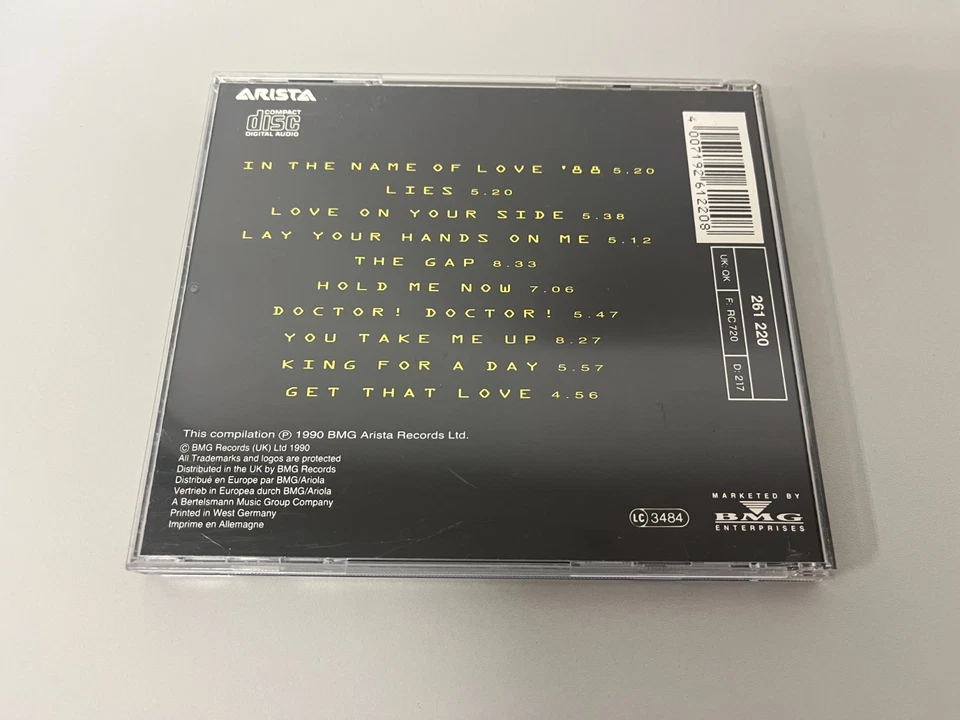 ARISTA
COMPACT
disc
DIGITAL AUDIO
IN THE NAME OF LOVE '88 5.20
LIES 5.20
LOVE ON YOUR SIDE 5.38
LAY YOUR HANDS ON ME 5.12
THE GAP 8.33
HOLD ME NOW 7.06
DOCTOR! DOCTOR! 5.47
YOU TAKE ME UP 8.27
KING FOR A DAY 5.57
GET THAT LOVE 4.56
4 007192 612208
UK: OK
F: RC 720
D: 217
261 220
This compilation ℗ 1990 BMG Arista Records Ltd.
© BMG Records (UK) Ltd 1990
All Trademarks and logos are protected
Distributed in the UK by BMG Records
Distribué en Europe par BMG/Ariola
Vertrieb in Europea durch BMG/Ariola
A Bertelsmann Music Group Company
Printed in West Germany
Imprime en Allemagne
LC 3484
MARKETED BY
BMG
ENTERPRISES